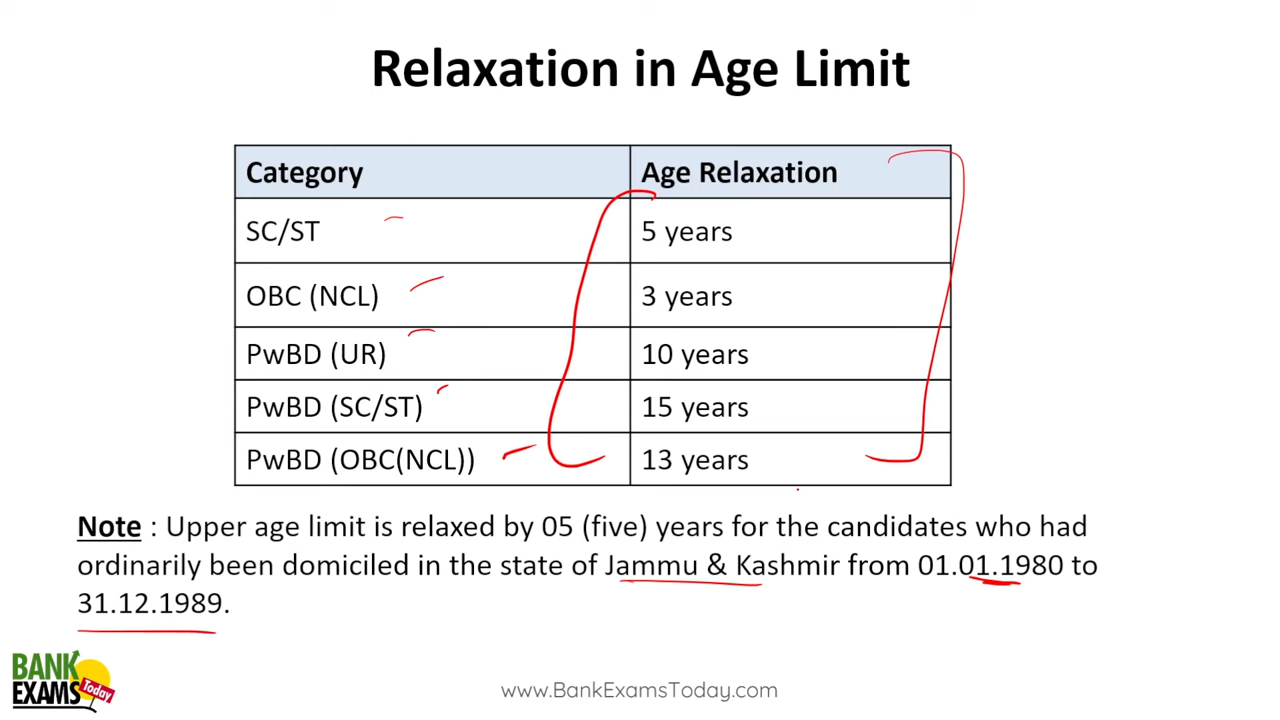 Relaxation in Age Limit
Category Age Relaxation
SC/ST 5 years
OBC (NCL) 3 years
PwBD (UR) 10 years
PwBD (SC/ST) 15 years
PwBD (OBC(NCL)) 13 years
Note : Upper age limit is relaxed by 05 (five) years for the candidates who had
ordinarily been domiciled in the state of Jammu & Kashmir from 01.01.1980 to
31.12.1989.
BANK
EXAMS Today
www.BankExamsToday.com